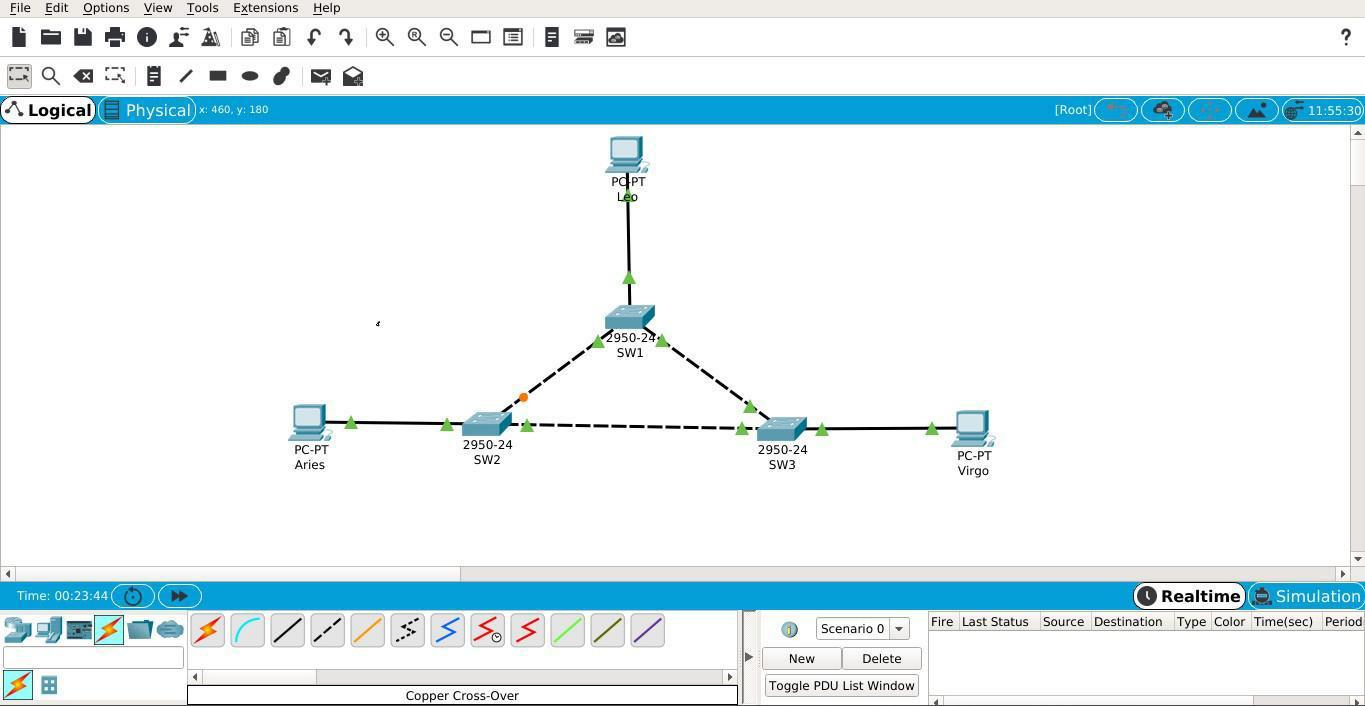 File Edit Options View Tools Extensions Help
?
Logical Physical x: 460, y: 180 [Root] 11:55:30
PC-PT
Leo
2950-24
SW1
PC-PT
Aries
2950-24
SW2
2950-24
SW3
PC-PT
Virgo
Time: 00:23:44 Realtime Simulation
Scenario 0
New Delete
Toggle PDU List Window
Fire Last Status Source Destination Type Color Time(sec) Period
Copper Cross-Over